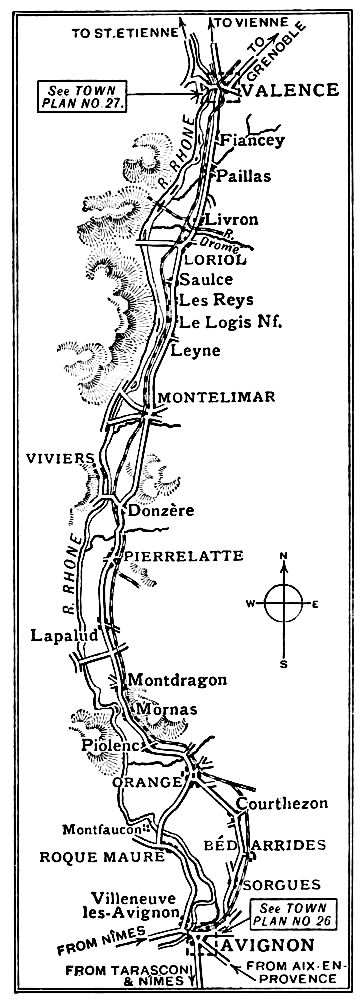 TO ST. ETIENNE
TO VIENNE
TO
GRENOBLE
See TOWN
PLAN NO. 27.
VALENCE
R. RHONE
Fiancey
Paillas
Livron
R.
Drome
LORIOL
Saulce
Les Reys
Le Logis Nf.
Leyne
MONTELIMAR
VIVIERS
Donzère
R. RHONE
PIERRELATTE
N
W E
S
Lapalud
Montdragon
Mornas
Piolenc
ORANGE
Courthezon
Montfaucon
ROQUE MAURE
BÉDARRIDES
SORGUES
Villeneuve
les-Avignon
See TOWN
PLAN NO 26
FROM NÎMES
AVIGNON
FROM TARASCON
& NÎMES
FROM AIX-EN-
PROVENCE